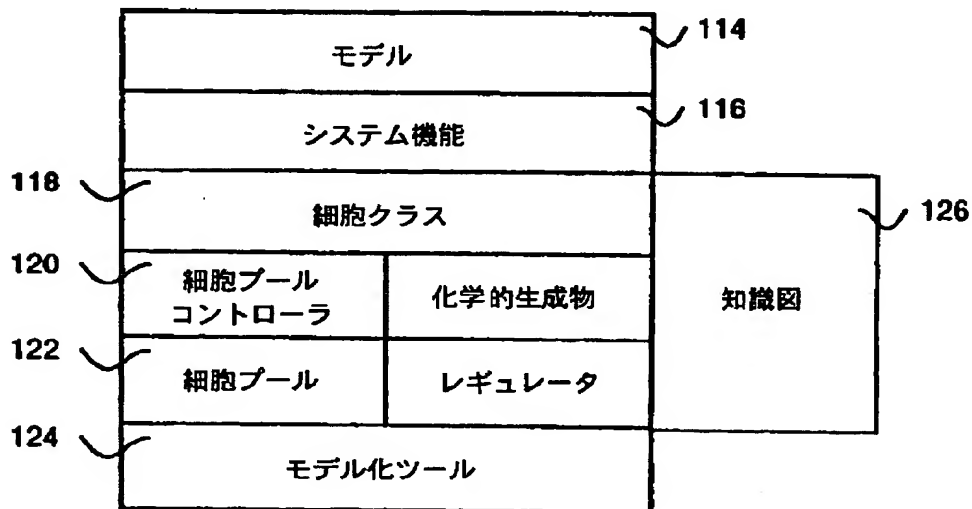 モデル
114
システム機能
116
118
細胞クラス
126
120
細胞プール
コントローラ
化学的生成物
知識図
122
細胞プール
レギュレータ
124
モデル化ツール